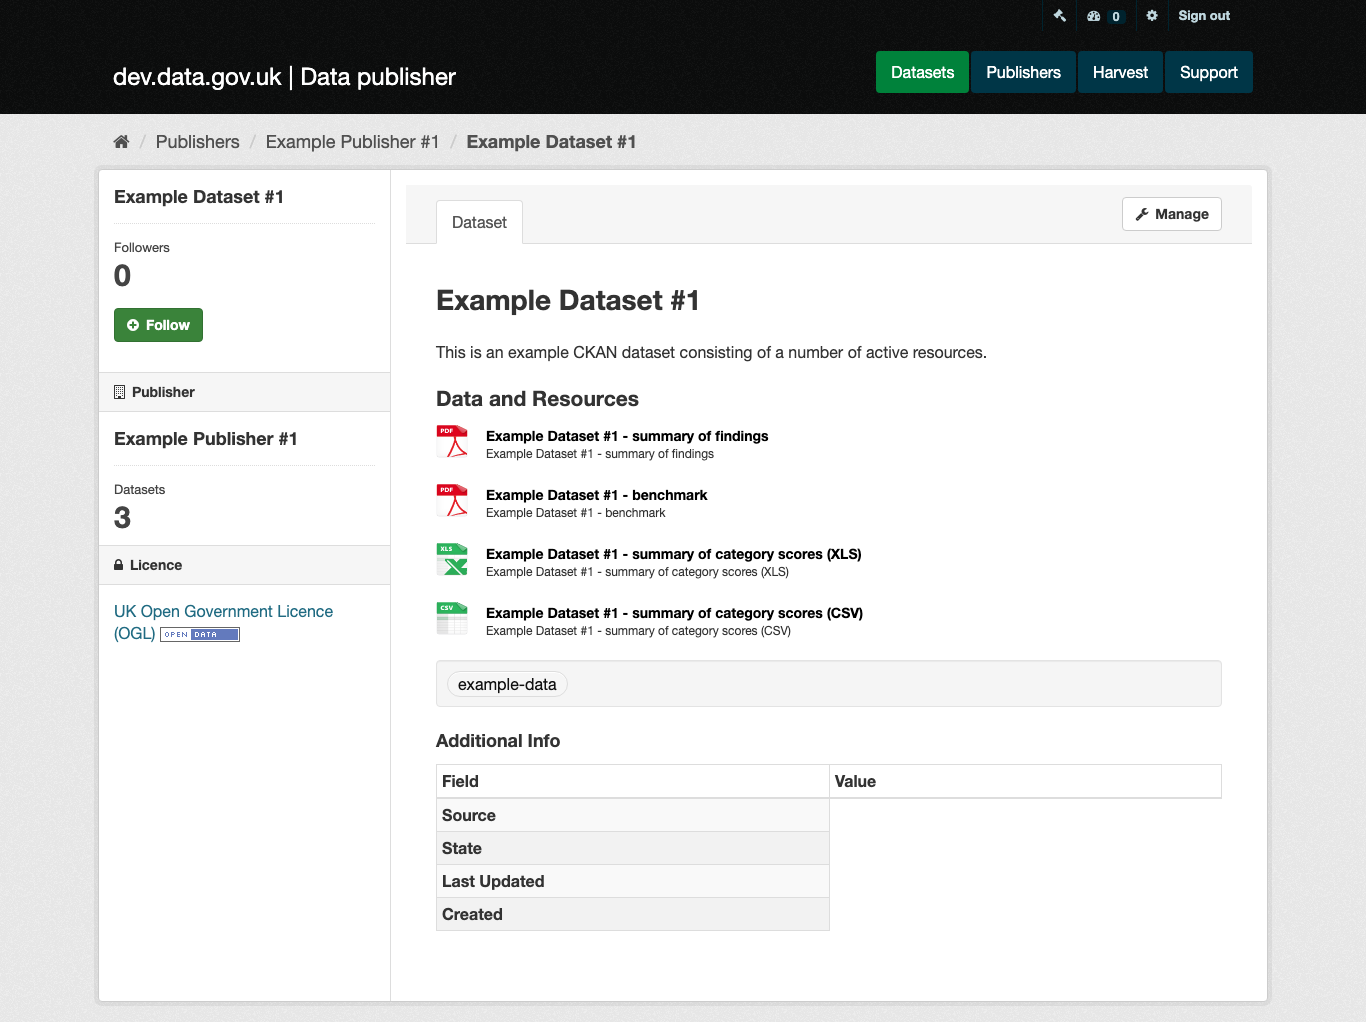 0
Sign out
dev.data.gov.uk | Data publisher
Datasets
Publishers
Harvest
Support
/ Publishers / Example Publisher #1 / Example Dataset #1
Example Dataset #1
Followers
0
Follow
Publisher
Example Publisher #1
Datasets
3
Licence
UK Open Government Licence
(OGL) OPEN DATA
Dataset
Manage
Example Dataset #1
This is an example CKAN dataset consisting of a number of active resources.
Data and Resources
PDF
Example Dataset #1 - summary of findings
Example Dataset #1 - summary of findings
PDF
Example Dataset #1 - benchmark
Example Dataset #1 - benchmark
XLS
Example Dataset #1 - summary of category scores (XLS)
Example Dataset #1 - summary of category scores (XLS)
CSV
Example Dataset #1 - summary of category scores (CSV)
Example Dataset #1 - summary of category scores (CSV)
example-data
Additional Info
Field Value
Source
State
Last Updated
Created